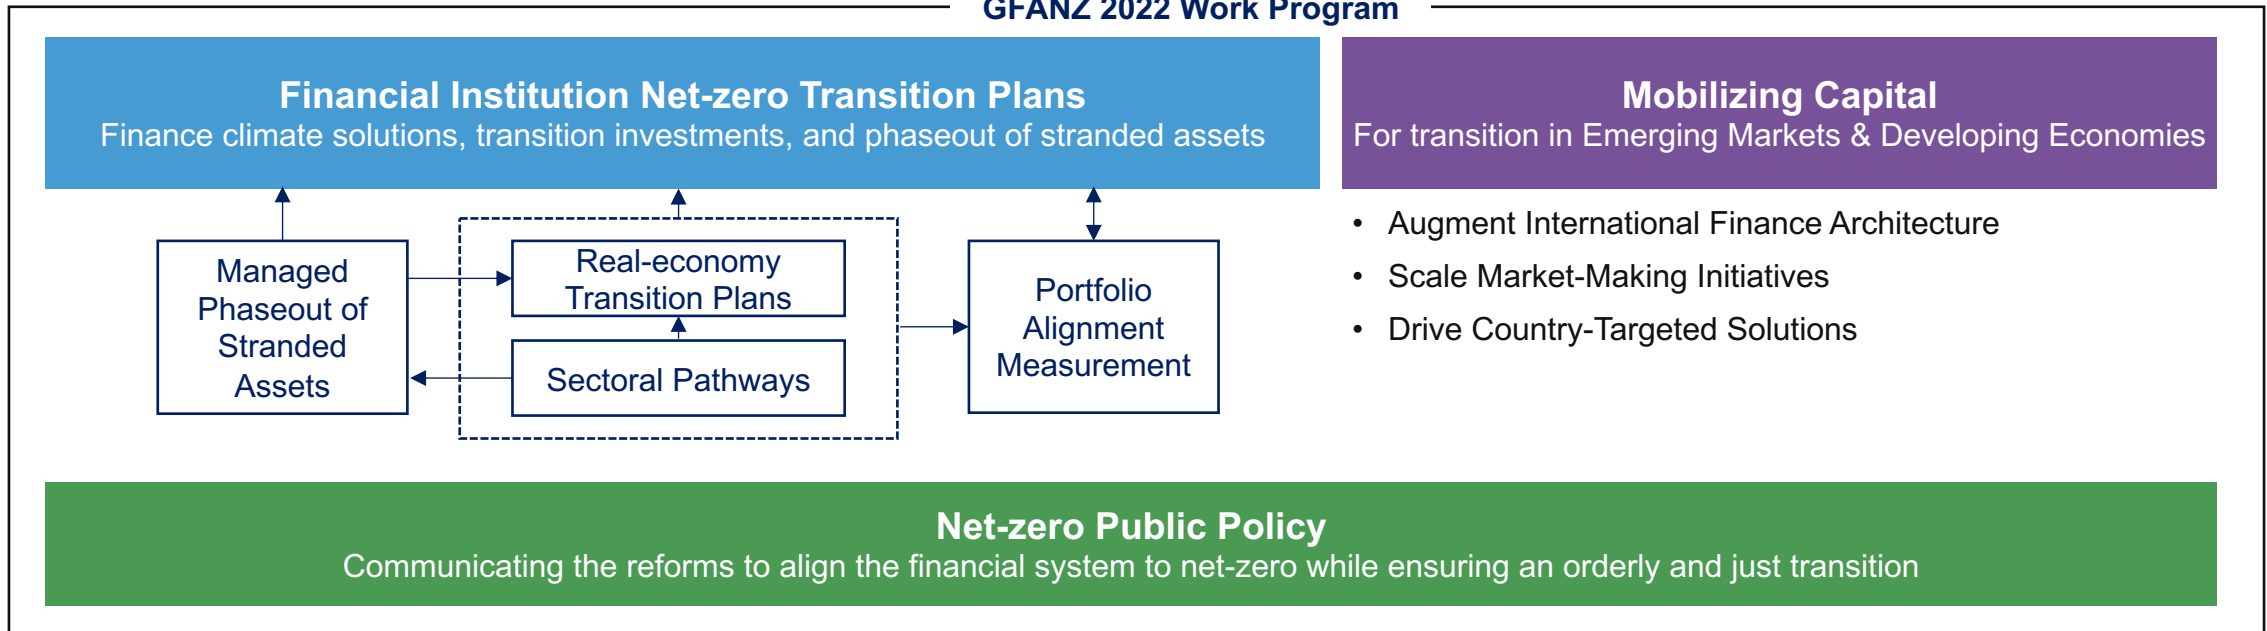 GFANZ 2022 Work Program
Financial Institution Net-zero Transition Plans
Finance climate solutions, transition investments, and phaseout of stranded assets
Managed
Phaseout of
Stranded
Assets
Real-economy
Transition Plans
Sectoral Pathways
Portfolio
Alignment
Measurement
Mobilizing Capital
For transition in Emerging Markets & Developing Economies
• Augment International Finance Architecture
• Scale Market-Making Initiatives
• Drive Country-Targeted Solutions
Net-zero Public Policy
Communicating the reforms to align the financial system to net-zero while ensuring an orderly and just transition